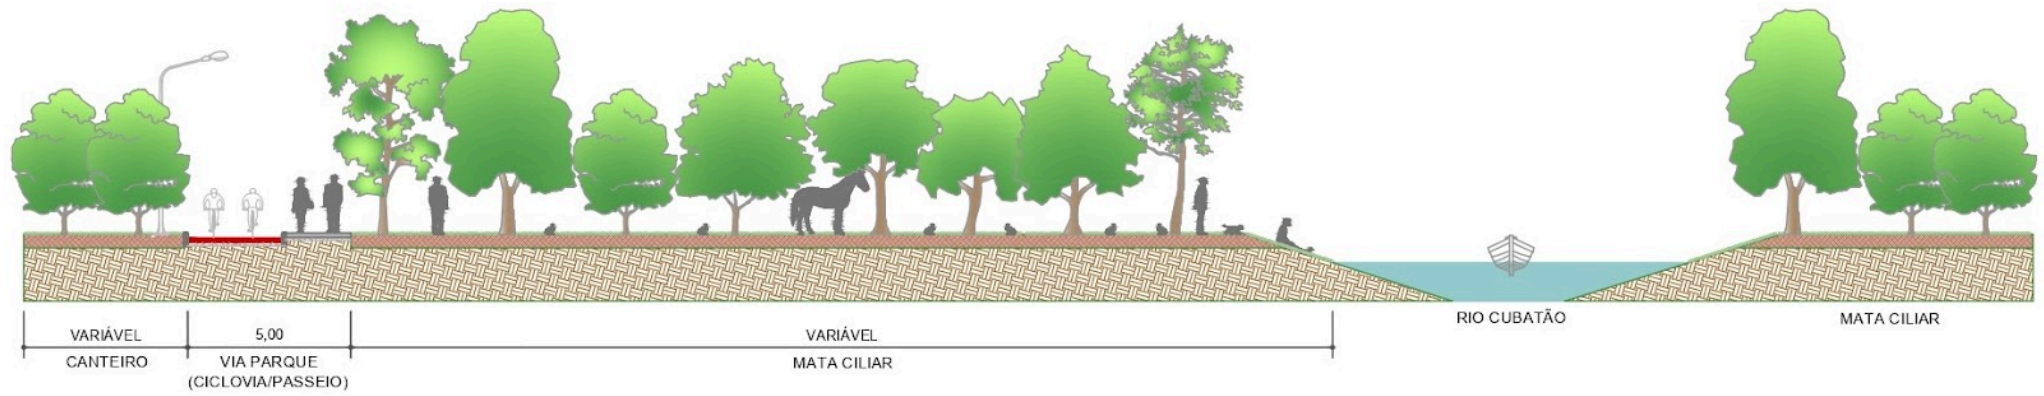 VARIÁVEL
CANTEIRO
5,00
VIA PARQUE
(CICLOVIA/PASSEIO)
VARIÁVEL
MATA CILIAR
RIO CUBATÃO
MATA CILIAR